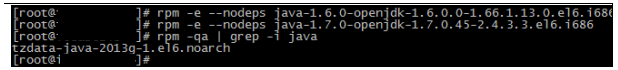 [root@ ]# rpm -e --nodeps java-1.6.0-openjdk-1.6.0.0-1.66.1.13.0.el6.i686
[root@ ]# rpm -e --nodeps java-1.7.0-openjdk-1.7.0.45-2.4.3.3.el6.i686
[root@ ]# rpm -qa | grep -i java
tzdata-java-2013g-1.el6.noarch
[root@i ]#